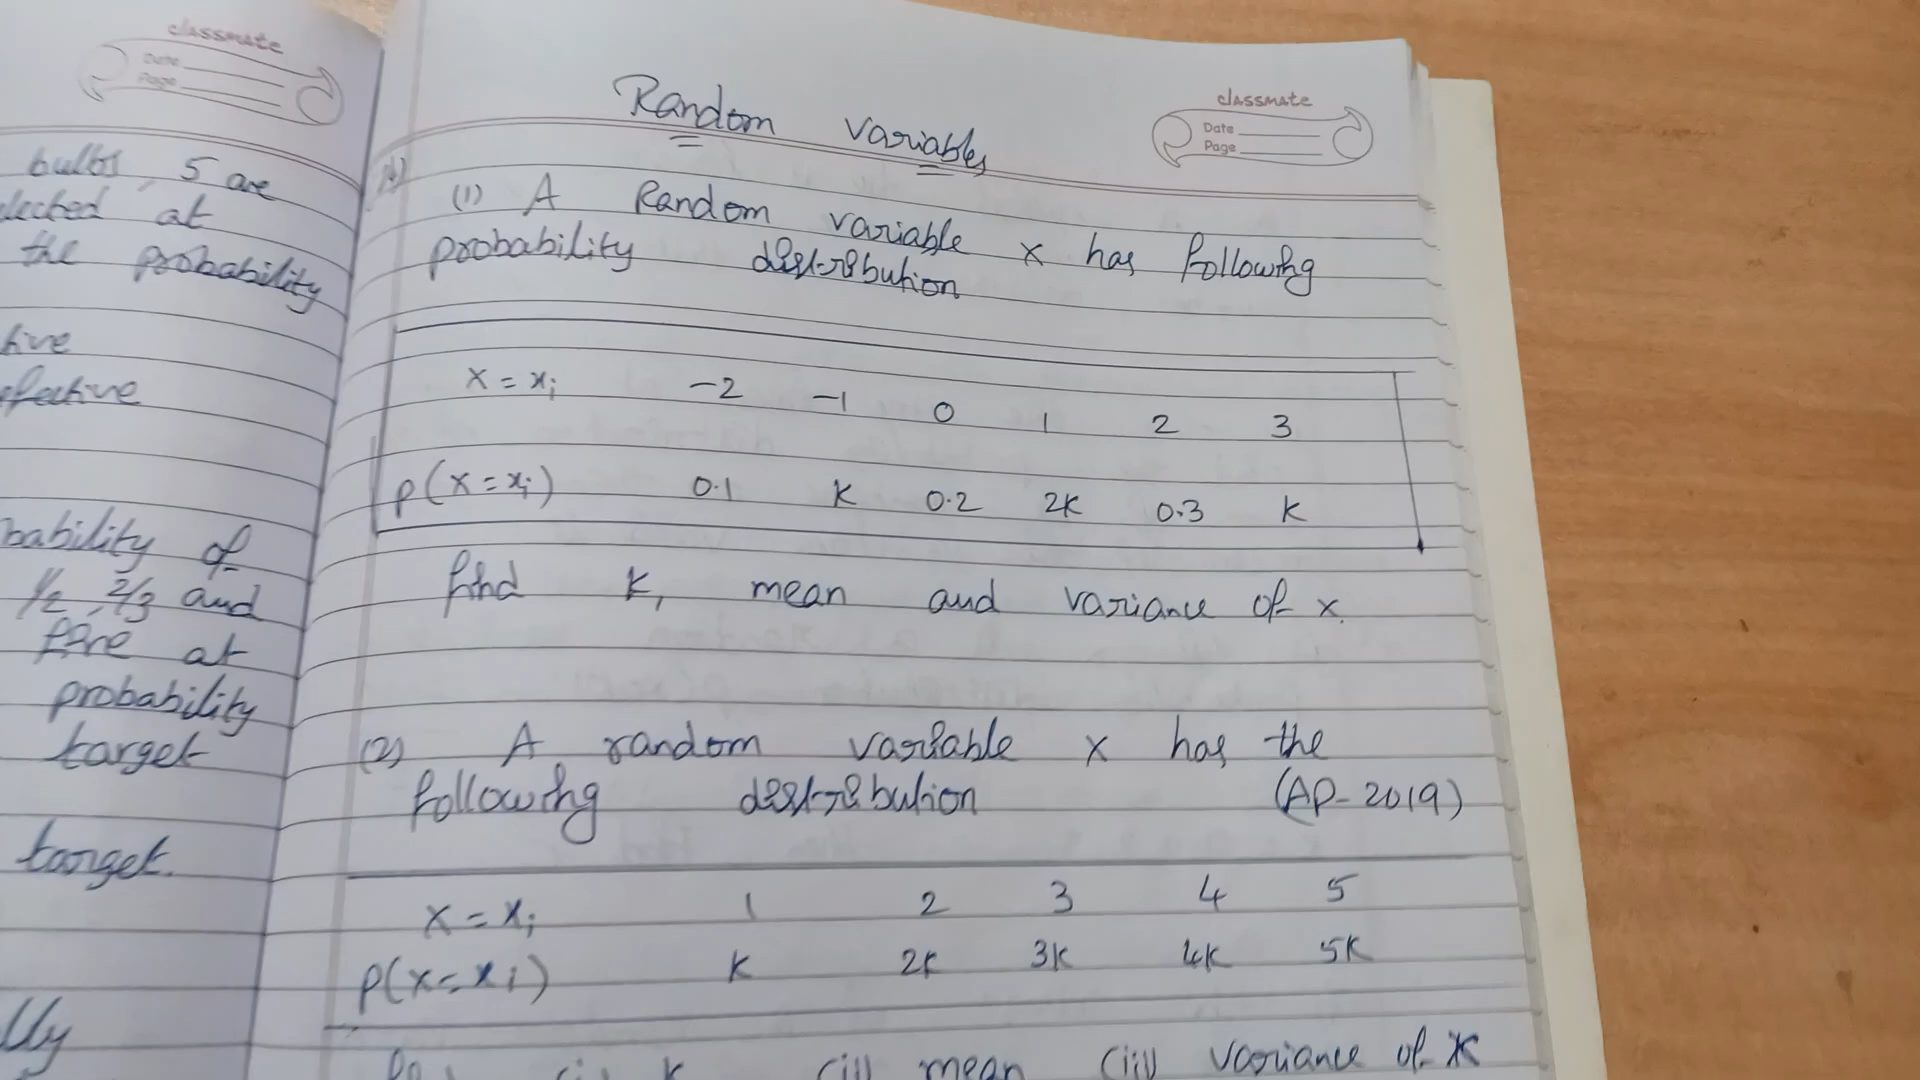 classmate
Date
Page
bulbs, 5 are
lected at
the probability
tive
efective
bability of
1/2, 2/3 and
fire at
probability
target
target.
lly
classmate
Date
Page
Random variables
(1) A Random variable x has following
probability distribution
x = xi -2 -1 0 1 2 3
p(x = xi) 0.1 K 0.2 2K 0.3 K
find K, mean and variance of x.
(2) A random variable x has the
following distribution (AP-2019)
x = xi 1 2 3 4 5
p(x = xi) K 2K 3K 4K 5K
K (ii) mean (iii) variance of x